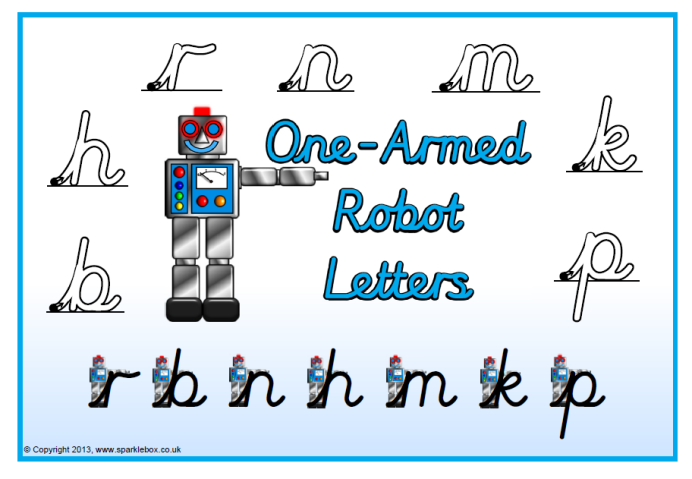 r n m
h k
One-Armed
Robot
Letters
b p
r b n h m k p
© Copyright 2013, www.sparklebox.co.uk